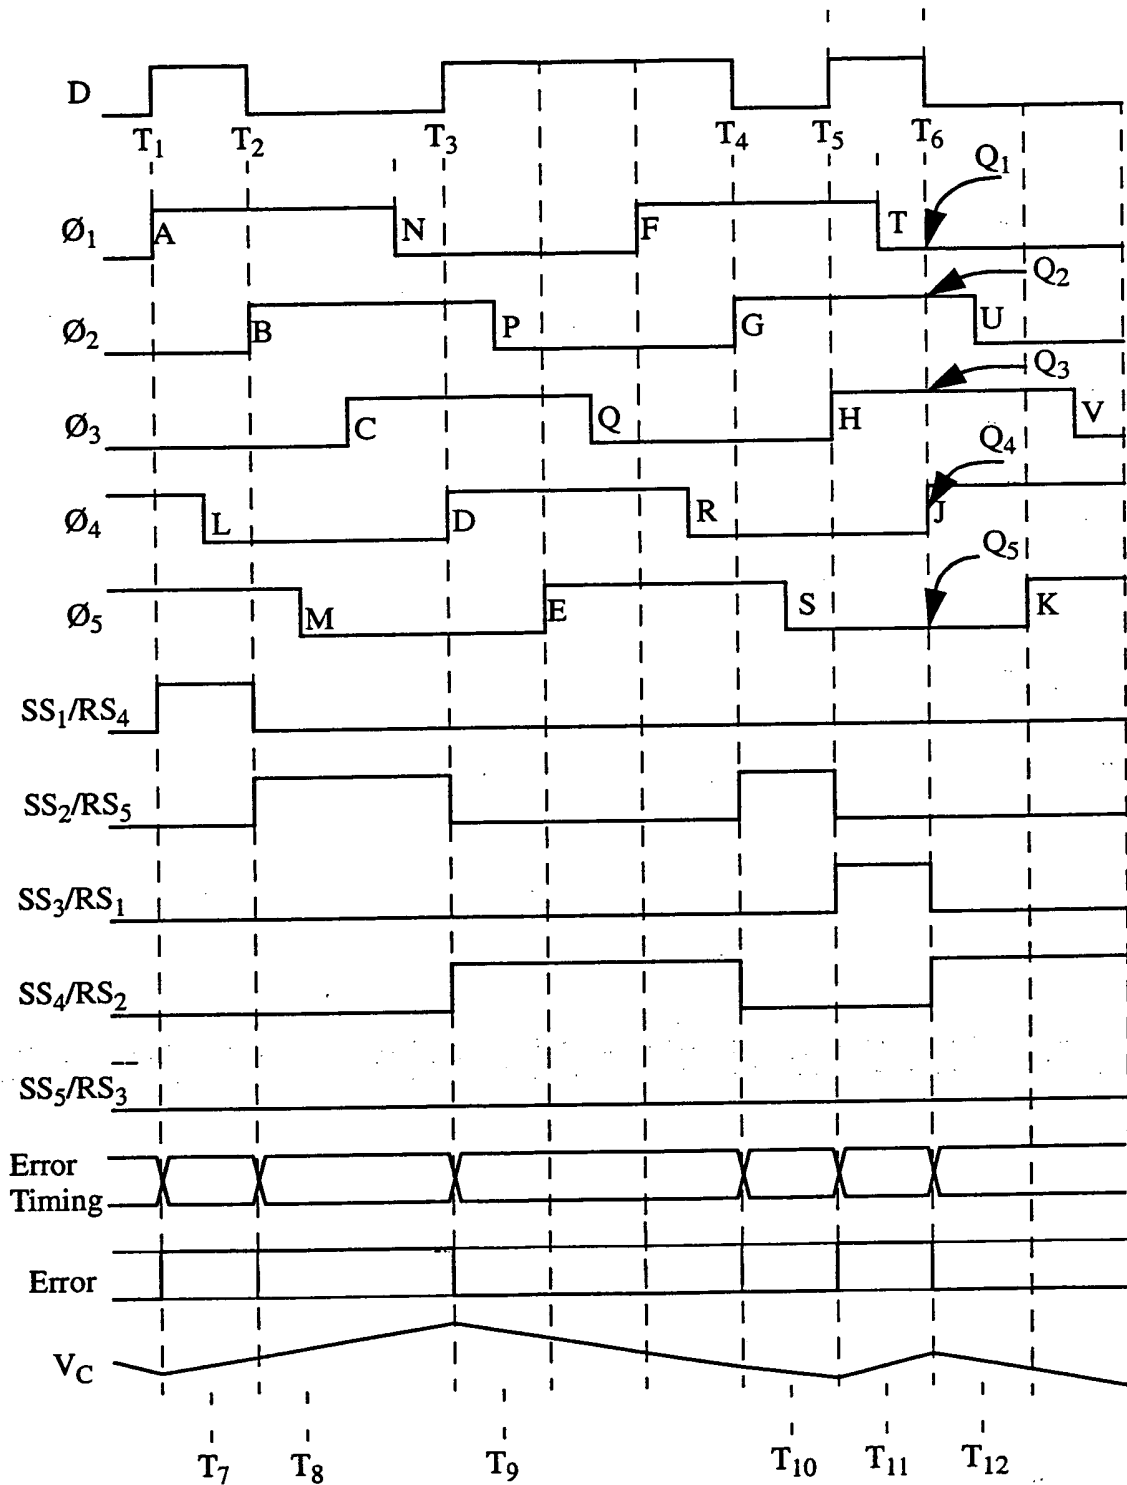 D
T1 T2 T3 T4 T5 T6
Q1
Ø1 A N F T
Q2
Ø2 B P G U
Q3
Ø3 C Q H V
Q4
Ø4 L D R J
Q5
Ø5 M E S K
SS1/RS4
SS2/RS5
SS3/RS1
SS4/RS2
SS5/RS3
Error
Timing
Error
VC
T7 T8 T9 T10 T11 T12